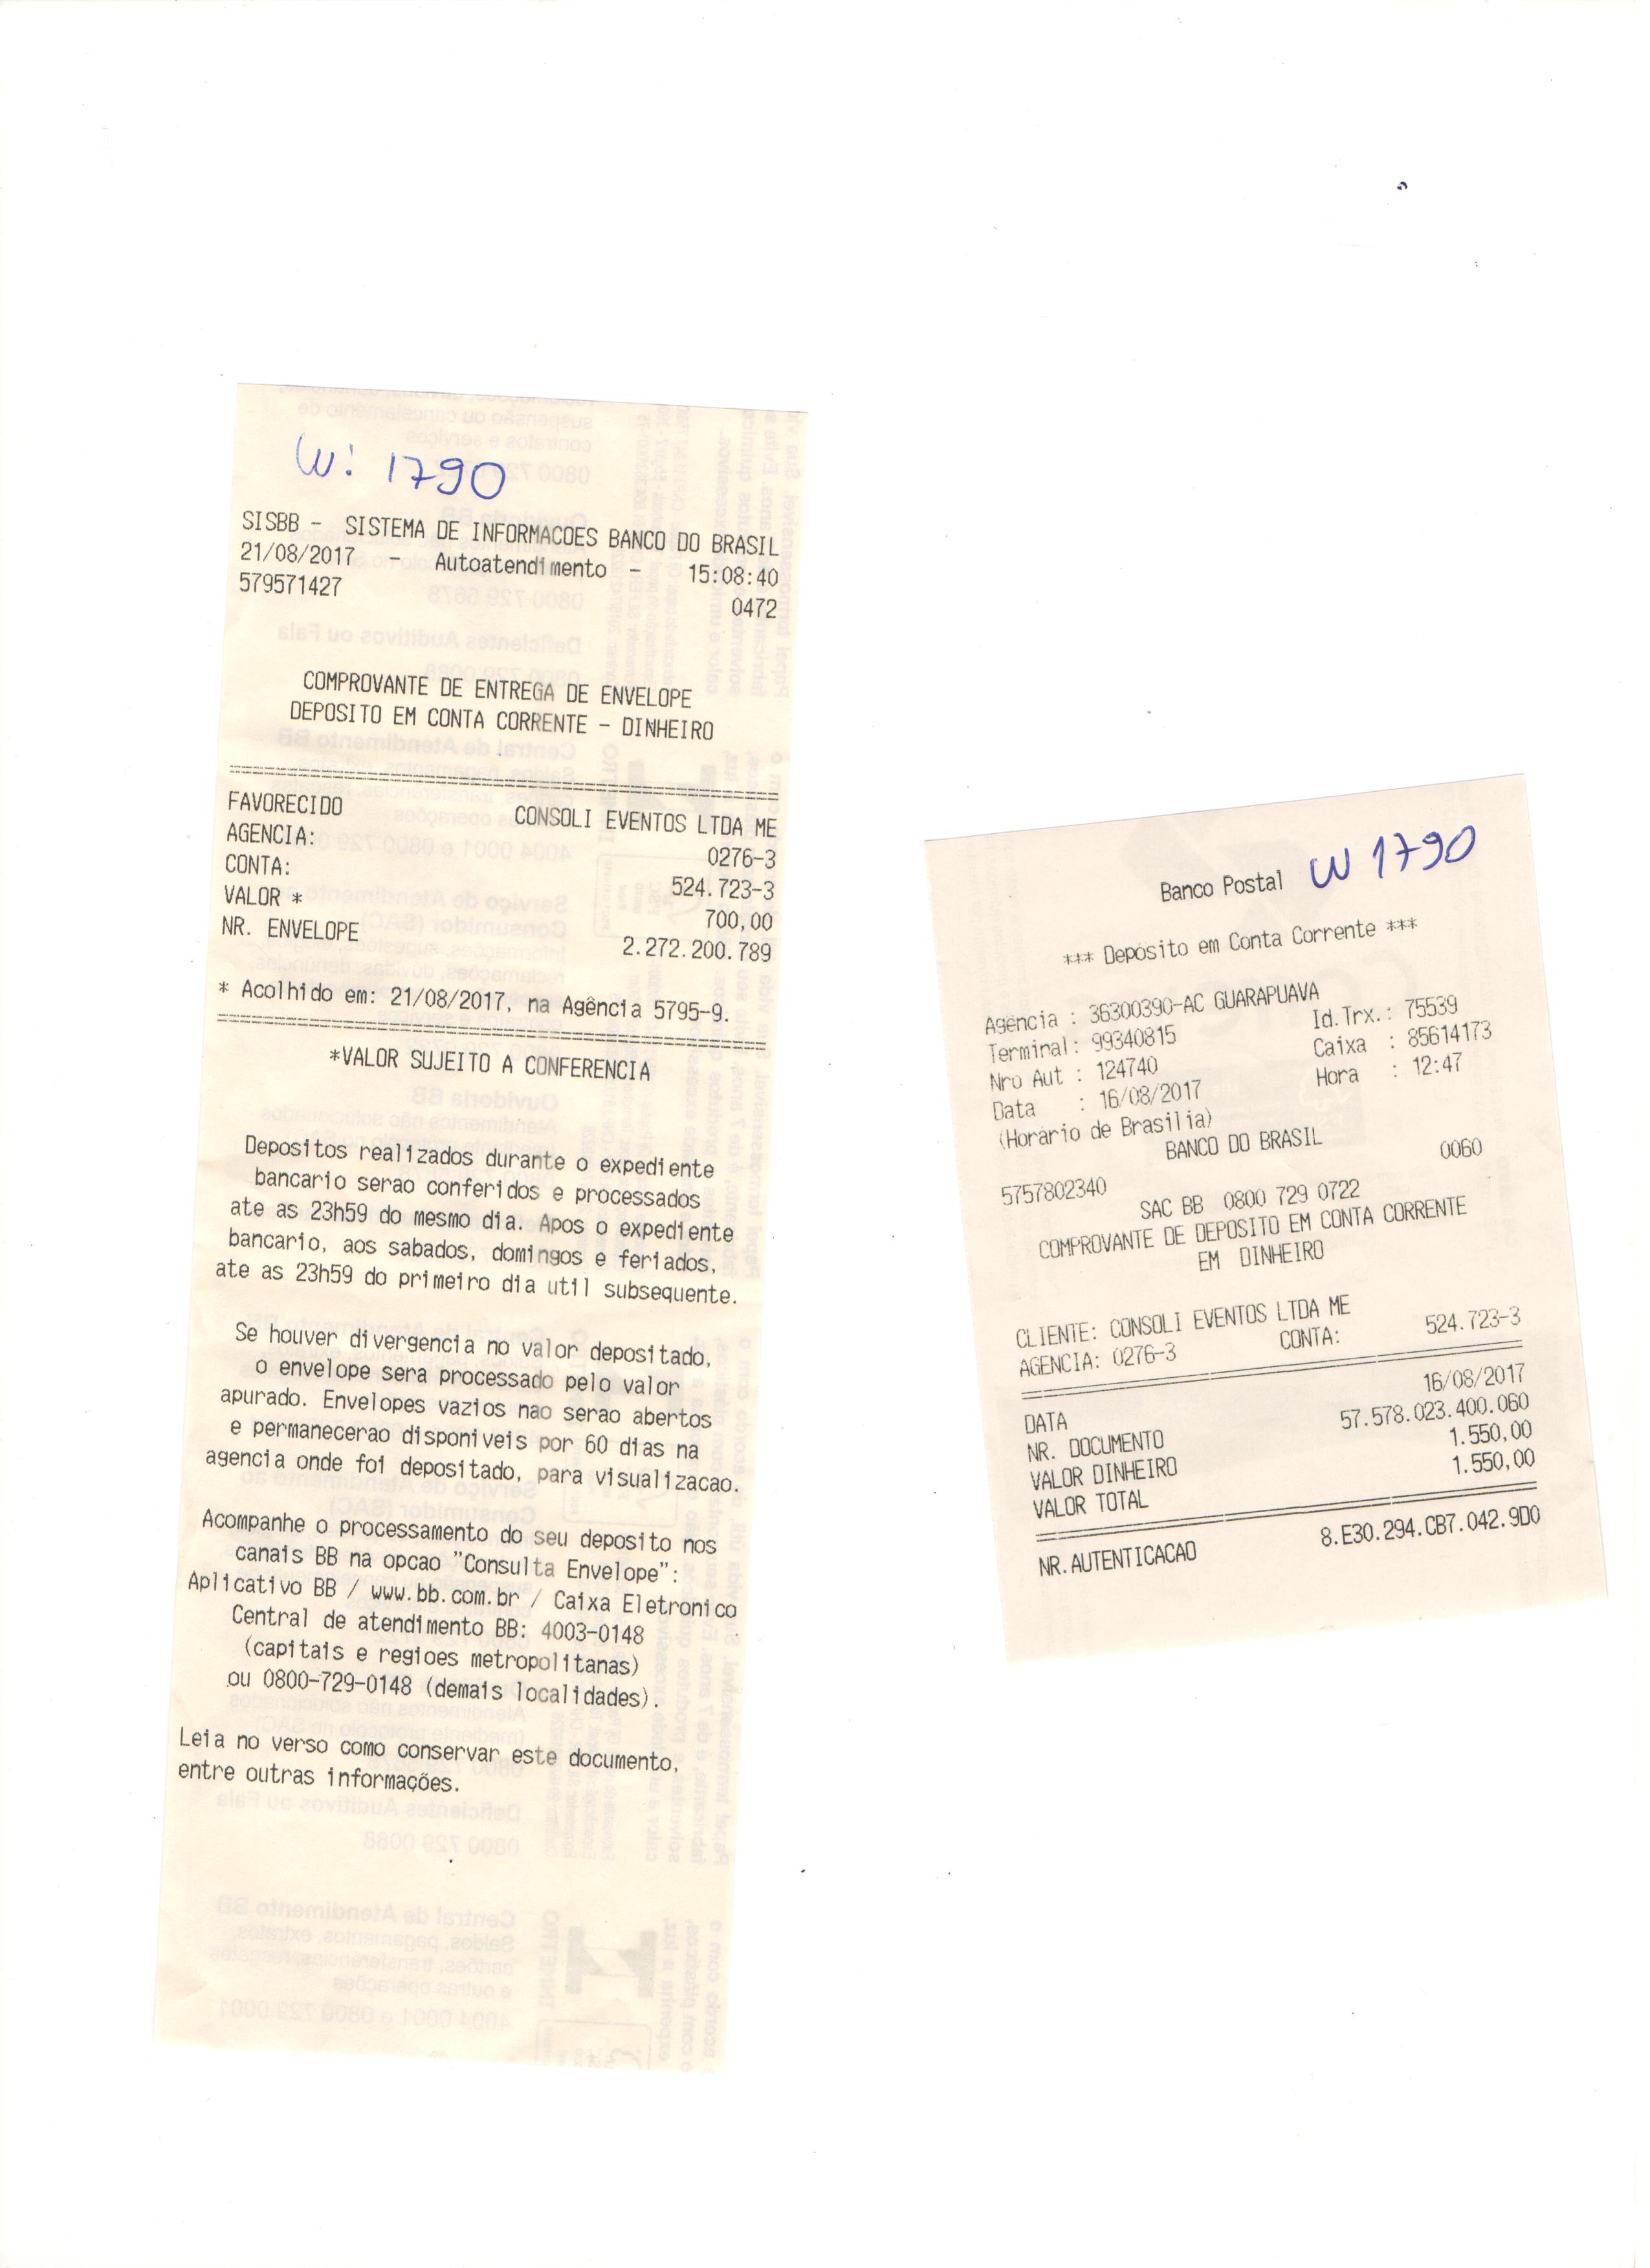 W: 1790
SISBB - SISTEMA DE INFORMACOES BANCO DO BRASIL
21/08/2017 - Autoatendimento - 15:08:40
579571427 0472
COMPROVANTE DE ENTREGA DE ENVELOPE
DEPOSITO EM CONTA CORRENTE - DINHEIRO
FAVORECIDO CONSOLI EVENTOS LTDA ME
AGENCIA: 0276-3
CONTA: 524.723-3
VALOR * 700,00
NR. ENVELOPE 2.272.200.789
* Acolhido em: 21/08/2017, na Agência 5795-9.
*VALOR SUJEITO A CONFERENCIA
Depositos realizados durante o expediente
bancario serao conferidos e processados
ate as 23h59 do mesmo dia. Apos o expediente
bancario, aos sabados, domingos e feriados,
ate as 23h59 do primeiro dia util subsequente.
Se houver divergencia no valor depositado,
o envelope sera processado pelo valor
apurado. Envelopes vazios nao serao abertos
e permanecerao disponiveis por 60 dias na
agencia onde foi depositado, para visualizacao.
Acompanhe o processamento do seu deposito nos
canais BB na opcao "Consulta Envelope":
Aplicativo BB / www.bb.com.br / Caixa Eletronico
Central de atendimento BB: 4003-0148
(capitais e regioes metropolitanas)
ou 0800-729-0148 (demais localidades).
Leia no verso como conservar este documento,
entre outras informações.
Banco Postal W 1790
*** Depósito em Conta Corrente ***
Agência : 36300390-AC GUARAPUAVA
Terminal: 99340815 Id.Trx.: 75539
Nro Aut : 124740 Caixa : 85614173
Data : 16/08/2017 Hora : 12:47
(Horário de Brasilia)
BANCO DO BRASIL
5757802340 0060
SAC BB 0800 729 0722
COMPROVANTE DE DEPOSITO EM CONTA CORRENTE
EM DINHEIRO
CLIENTE: CONSOLI EVENTOS LTDA ME
AGENCIA: 0276-3 CONTA: 524.723-3
DATA 16/08/2017
NR. DOCUMENTO 57.578.023.400.060
VALOR DINHEIRO 1.550,00
VALOR TOTAL 1.550,00
NR.AUTENTICACAO 8.E30.294.CB7.042.9D0